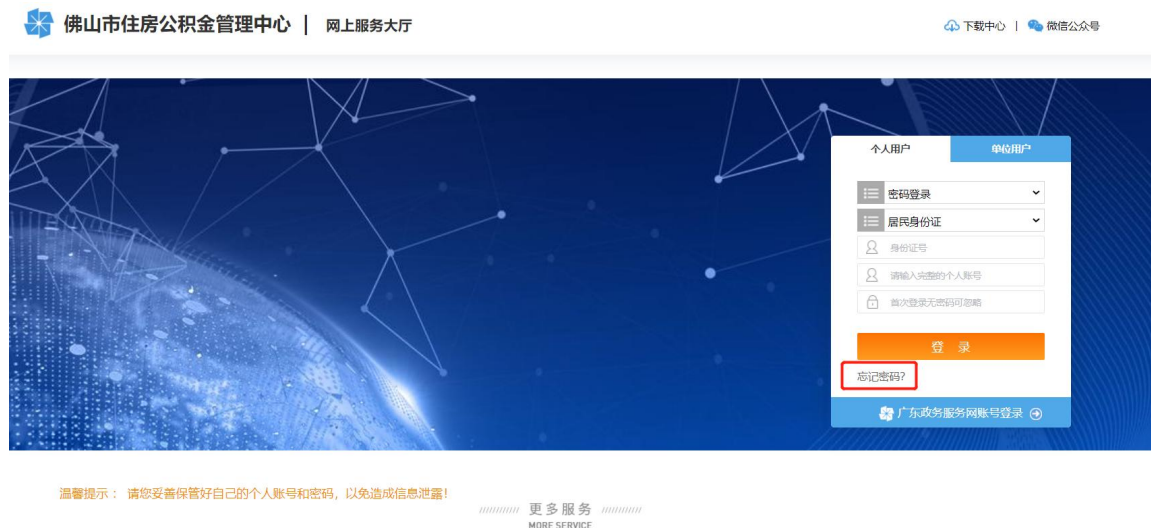 佛山市住房公积金管理中心 | 网上服务大厅
下载中心 | 微信公众号
个人用户 单位用户
密码登录
居民身份证
身份证号
请输入完整的个人账号
首次登录无密码可忽略
登 录
忘记密码?
广东政务服务网账号登录
温馨提示： 请您妥善保管好自己的个人账号和密码，以免造成信息泄露！
更多服务
MORE SERVICE